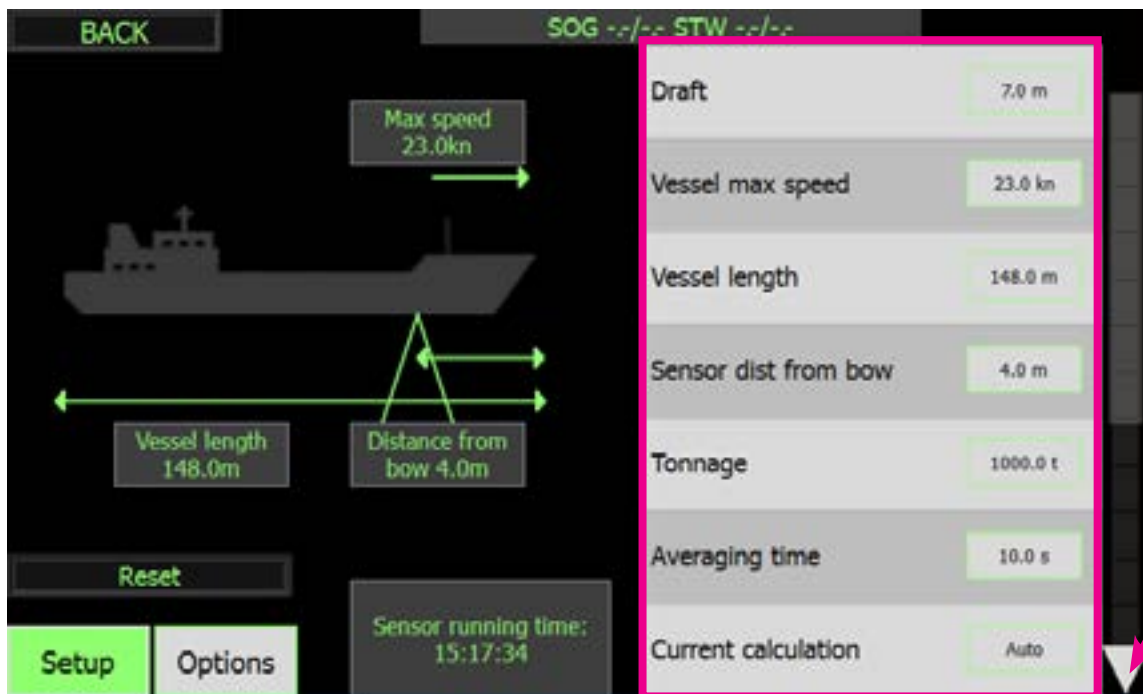 BACK
SOG -.-/-.- STW -.-/-.-
Max speed
23.0kn
Vessel length
148.0m
Distance from
bow 4.0m
Reset
Sensor running time:
15:17:34
Setup
Options
Draft 7.0 m
Vessel max speed 23.0 kn
Vessel length 148.0 m
Sensor dist from bow 4.0 m
Tonnage 1000.0 t
Averaging time 10.0 s
Current calculation Auto